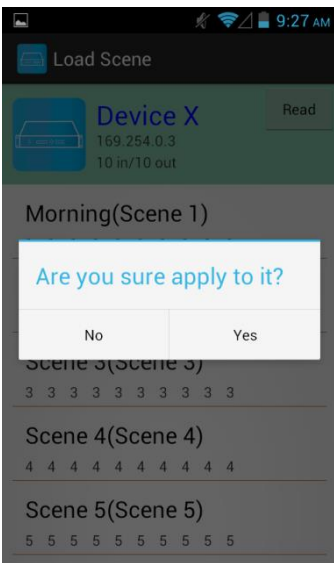 9:27 AM
Load Scene
Device X
Read
169.254.0.3
10 in/10 out
Morning(Scene 1)
Are you sure apply to it?
No Yes
Scene 3(Scene 3)
3 3 3 3 3 3 3 3 3 3
Scene 4(Scene 4)
4 4 4 4 4 4 4 4 4 4
Scene 5(Scene 5)
5 5 5 5 5 5 5 5 5 5